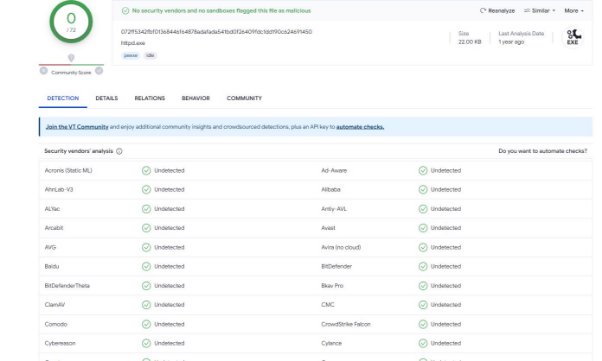 0
/ 72
Community Score
No security vendors and no sandboxes flagged this file as malicious
Reanalyze Similar More
httpd.exe
peexe idle
Size
22.00 KB
Last Analysis Date
1 year ago
EXE
DETECTION DETAILS RELATIONS BEHAVIOR COMMUNITY
Join the VT Community and enjoy additional community insights and crowdsourced detections, plus an API key to automate checks.
Security vendors' analysis Do you want to automate checks?
Acronis (Static ML) Undetected Ad-Aware Undetected
AhnLab-V3 Undetected Alibaba Undetected
ALYac Undetected Antiy-AVL Undetected
Arcabit Undetected Avast Undetected
AVG Undetected Avira (no cloud) Undetected
Baidu Undetected BitDefender Undetected
BitDefenderTheta Undetected Bkav Pro Undetected
ClamAV Undetected CMC Undetected
Comodo Undetected CrowdStrike Falcon Undetected
Cybereason Undetected Cylance Undetected